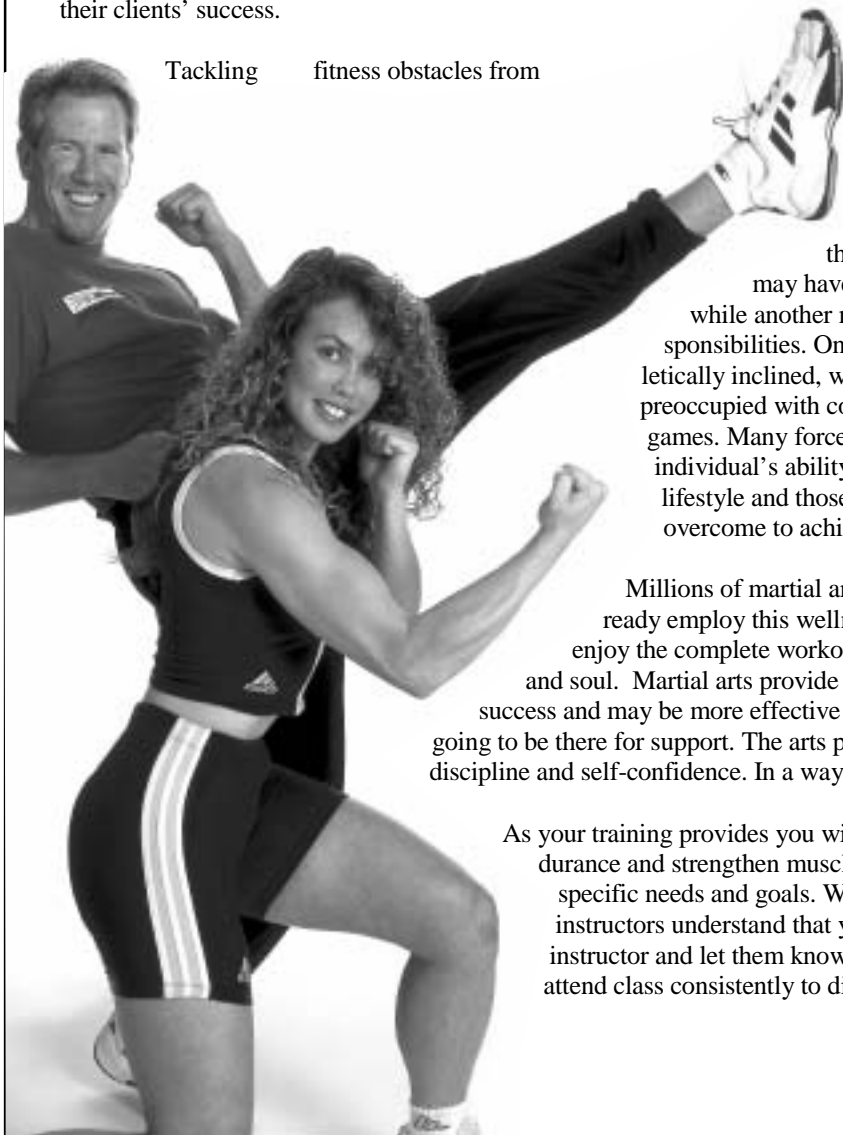 their clients’ success.
Tackling fitness obstacles from
th
may have
while another r
sponsibilities. On
letically inclined, w
preoccupied with co
games. Many force
individual’s ability
lifestyle and those
overcome to achi
Millions of martial ar
ready employ this wellr
enjoy the complete worko
and soul. Martial arts provide
success and may be more effective
going to be there for support. The arts p
discipline and self-confidence. In a way
As your training provides you wi
durance and strengthen muscl
specific needs and goals. W
instructors understand that y
instructor and let them know
attend class consistently to di